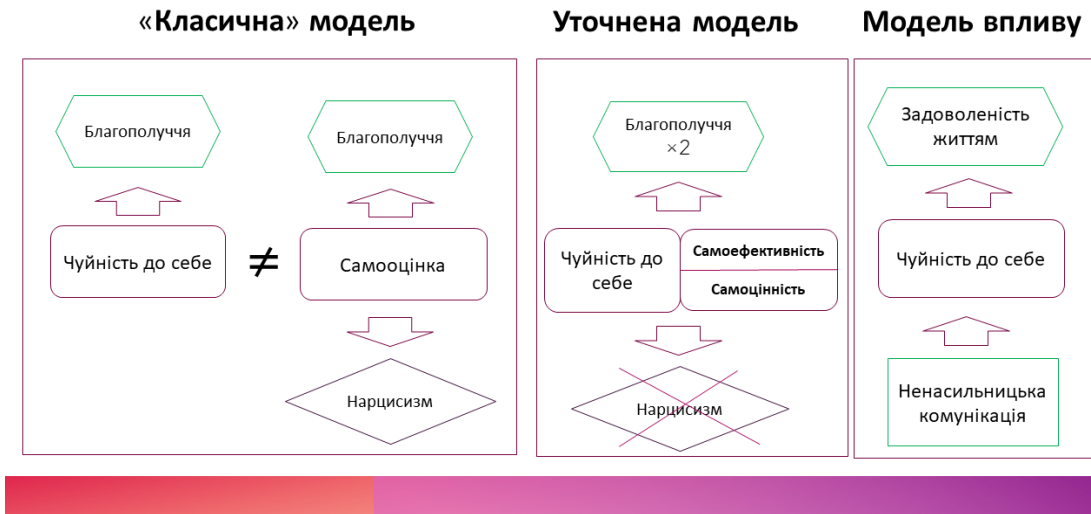 «Класична» модель
Благополуччя
Благополуччя
Чуйність до себе
≠
Самооцінка
Нарцисизм
Уточнена модель
Благополуччя
×2
Чуйність до
себе
Самоефективність
Самоцінність
Нарцисизм
Модель впливу
Задоволеність
життям
Чуйність до себе
Ненасильницька
комунікація